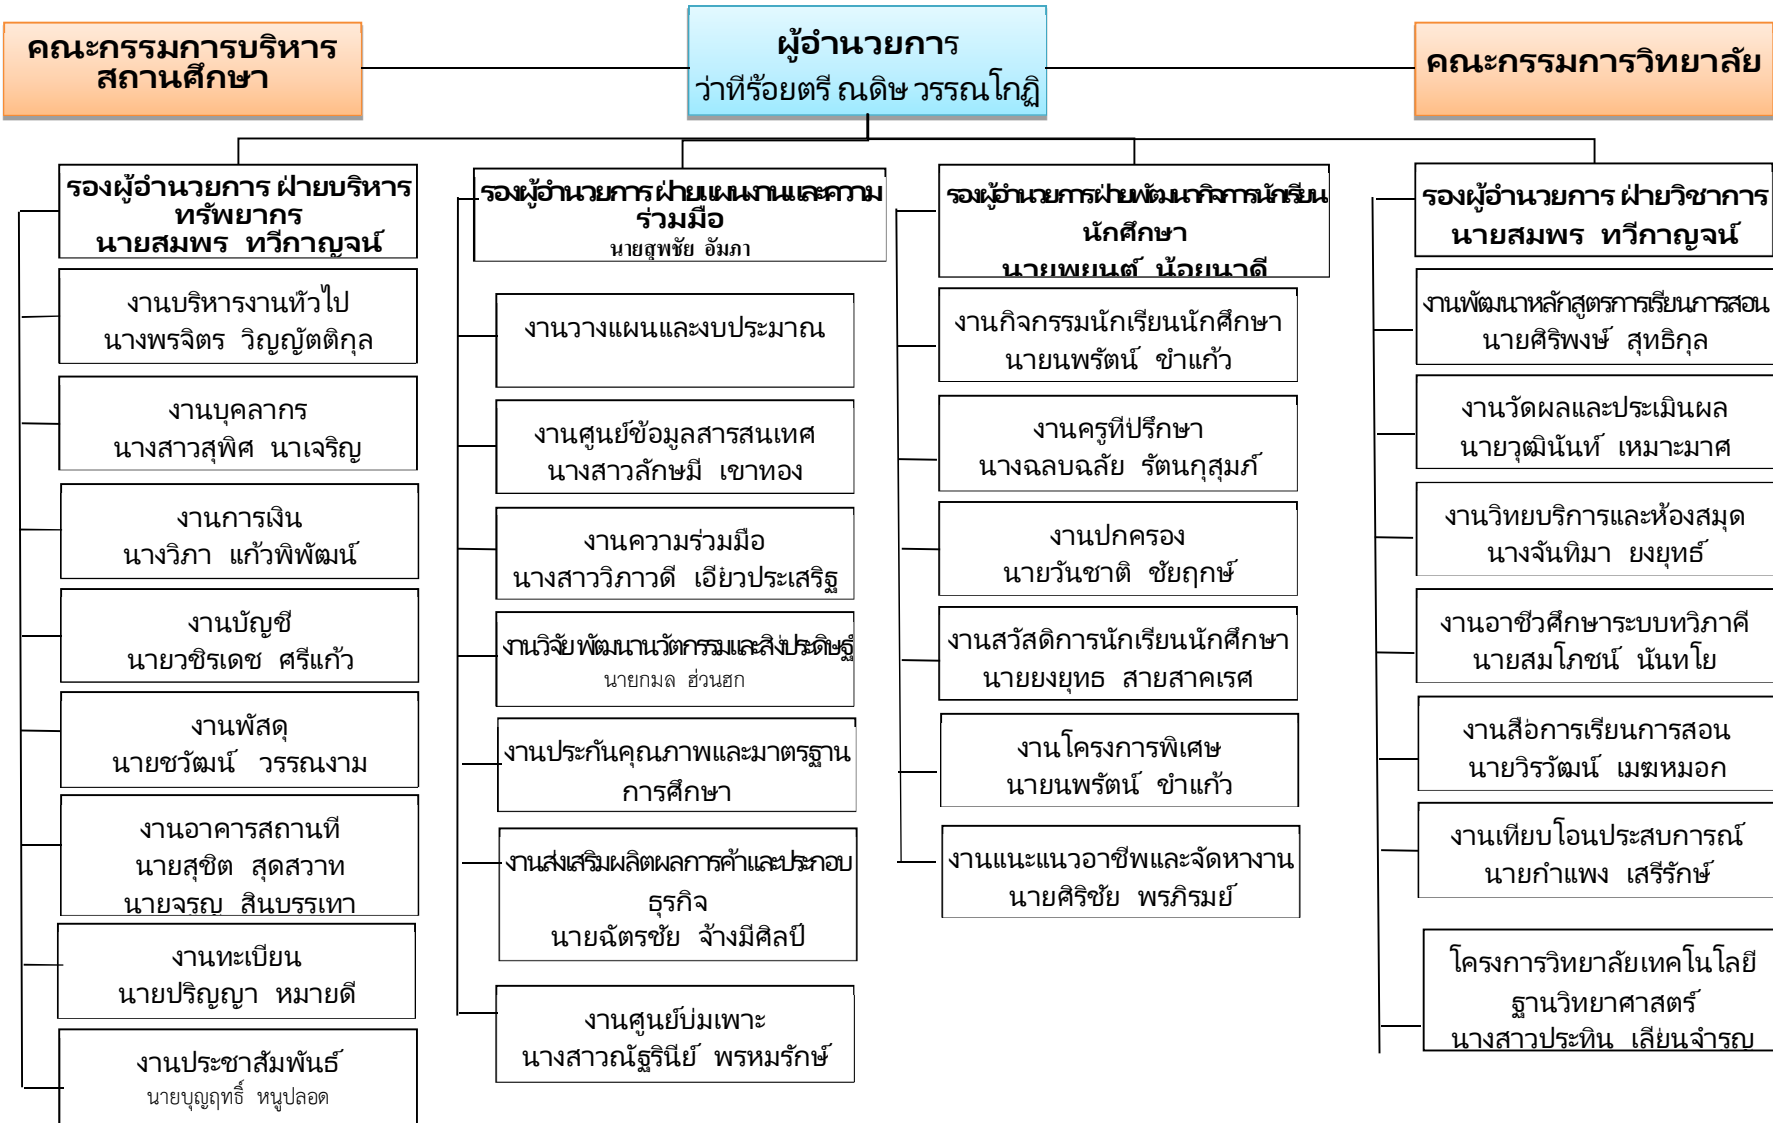 คณะกรรมการบริหาร
สถานศึกษา
ผู้อำนวยการ
ว่าที่ร้อยตรี ณดิษ วรรณโกฏิ
คณะกรรมการวิทยาลัย
รองผู้อำนวยการ ฝ่ายบริหาร
ทรัพยากร
นายสมพร ทวีกาญจน์
งานบริหารงานทั่วไป
นางพรจิตร วิญญัตติกุล
งานบุคลากร
นางสาวสุพิศ นาเจริญ
งานการเงิน
นางวิภา แก้วพิพัฒน์
งานบัญชี
นายวชิรเดช ศรีแก้ว
งานพัสดุ
นายชวัฒน์ วรรณงาม
งานอาคารสถานที่
นายสุชิต สุดสวาท
นายจรูญ สินบรรเทา
งานทะเบียน
นายปริญญา หมายดี
งานประชาสัมพันธ์
นายบุญฤทธิ์ หนูปลอด
รองผู้อำนวยการ ฝ่ายแผนงานและความ
ร่วมมือ
นายสุพชัย อัมภา
งานวางแผนและงบประมาณ
งานศูนย์ข้อมูลสารสนเทศ
นางสาวลักษมี เขาทอง
งานความร่วมมือ
นางสาววิภาวดี เอียวประเสริฐ
งานวิจัย พัฒนานวัตกรรมและสิ่งประดิษฐ์
นายกมล ฮ่วนฮก
งานประกันคุณภาพและมาตรฐาน
การศึกษา
งานส่งเสริมผลิตผลการค้าและประกอบ
ธุรกิจ
นายฉัตรชัย จ้างมีศิลป์
งานศูนย์บ่มเพาะ
นางสาวณัฐรินีย์ พรหมรักษ์
รองผู้อำนวยการฝ่ายพัฒนากิจการนักเรียน
นักศึกษา
นายพยนต์ น้อยนาดี
งานกิจกรรมนักเรียนนักศึกษา
นายนพรัตน์ ขำแก้ว
งานครูที่ปรึกษา
นางฉลบฉลัย รัตนกุสุมภ์
งานปกครอง
นายวันชาติ ชัยฤกษ์
งานสวัสดิการนักเรียนนักศึกษา
นายยงยุทธ สายสาคเรศ
งานโครงการพิเศษ
นายนพรัตน์ ขำแก้ว
งานแนะแนวอาชีพและจัดหางาน
นายศิริชัย พรภิรมย์
รองผู้อำนวยการ ฝ่ายวิชาการ
นายสมพร ทวีกาญจน์
งานพัฒนาหลักสูตรการเรียนการสอน
นายศิริพงษ์ สุทธิกุล
งานวัดผลและประเมินผล
นายวุฒินันท์ เหมาะมาศ
งานวิทยบริการและห้องสมุด
นางจันทิมา ยงยุทธ์
งานอาชีวศึกษาระบบทวิภาคี
นายสมโภชน์ นันทโย
งานสื่อการเรียนการสอน
นายวิรวัฒน์ เมฆหมอก
งานเทียบโอนประสบการณ์
นายกำแพง เสรีรักษ์
โครงการวิทยาลัยเทคโนโลยี
ฐานวิทยาศาสตร์
นางสาวประทิน เลี่ยนจำรูญ